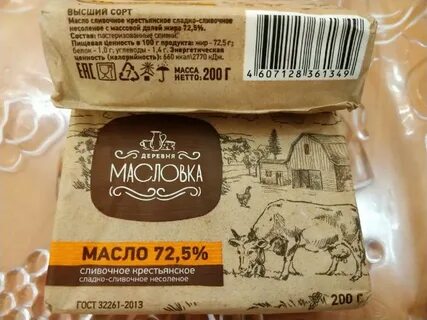 ВЫСШИЙ СОРТ
Масло сливочное крестьянское сладко-сливочное
несоленое с массовой долей жира 72,5%.
Состав: пастеризованные сливки.
Пищевая ценность в 100 г продукта: жир - 72,5 г;
белок - 1,0 г, углеводы - 1,4 г. Энергетическая
ценность (калорийность): 660 ккал\2770 кДж.
EAC
МАССА
НЕТТО: 200 Г
4 607128 361349
ДЕРЕВНЯ
МАСЛОВКА
МАСЛО 72,5%
сливочное крестьянское
сладко-сливочное несоленое
ГОСТ 32261-2013
200 Г